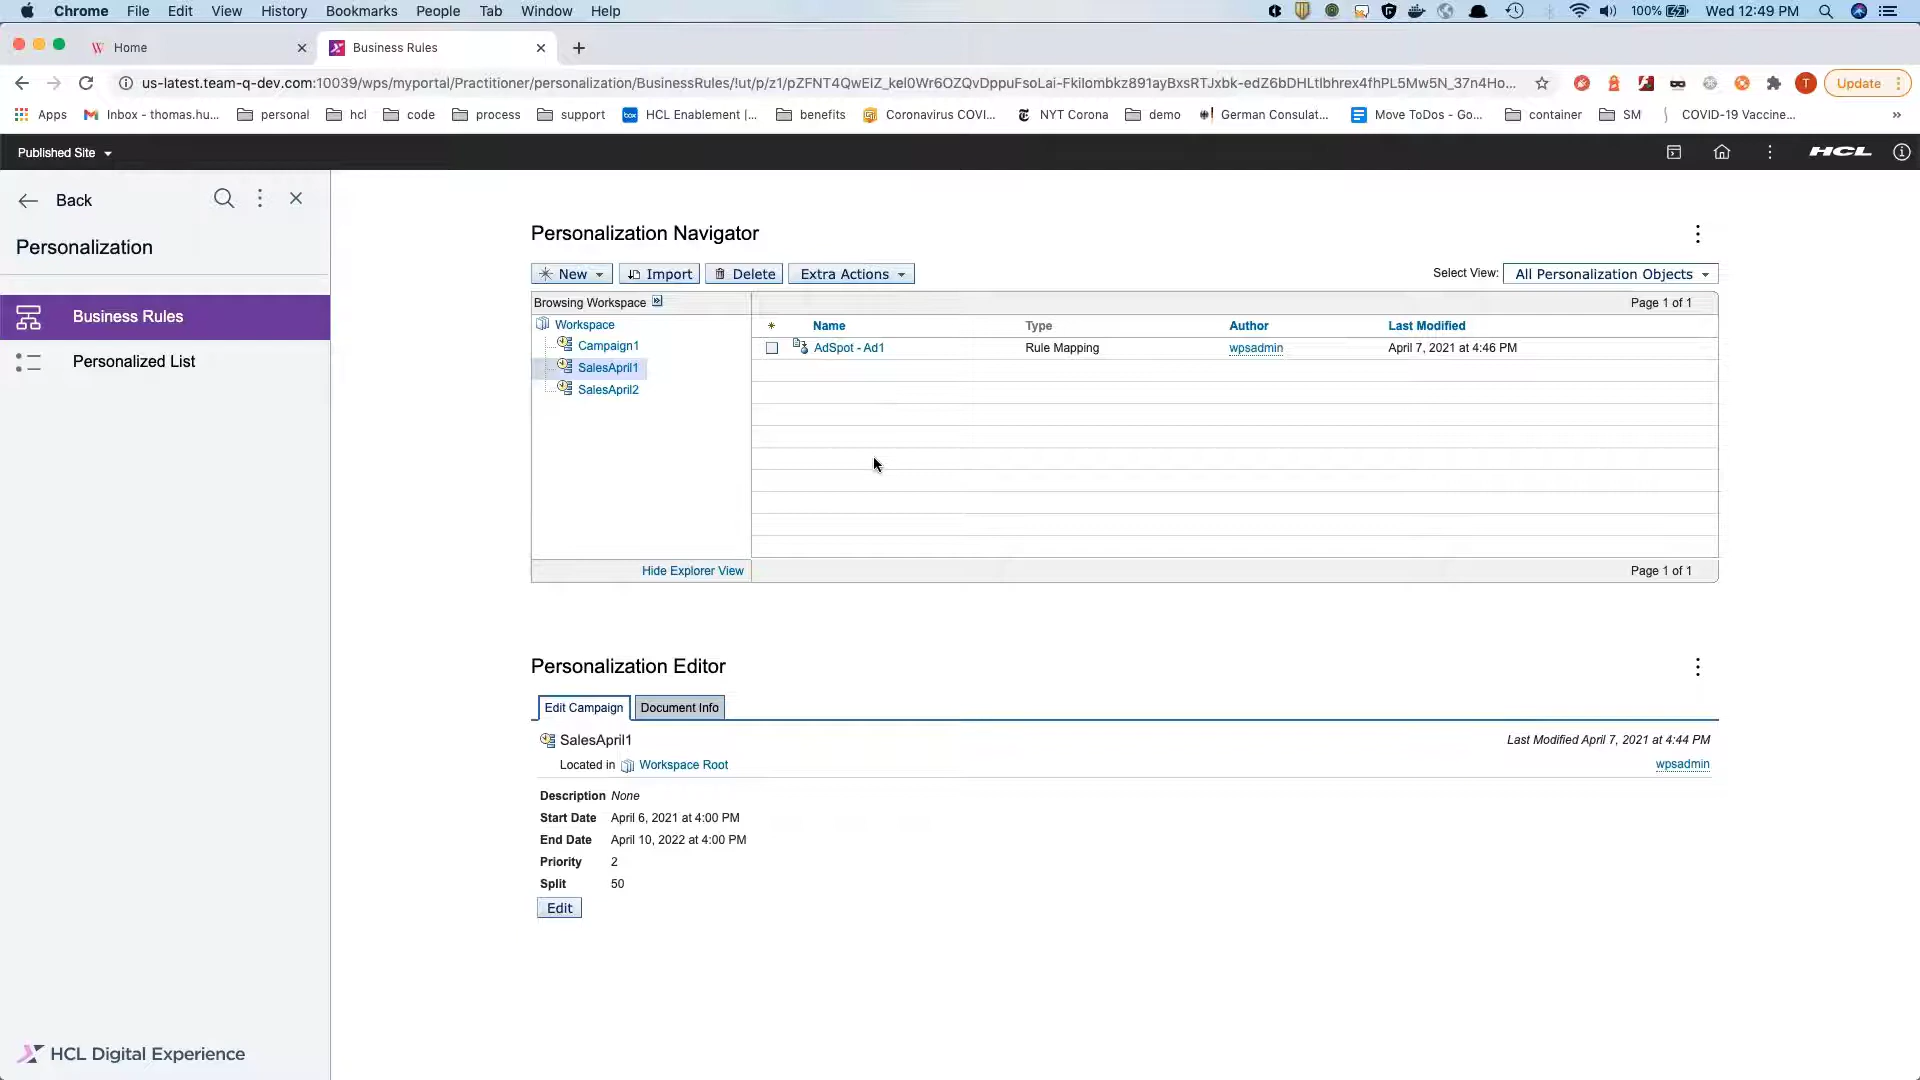 Chrome File Edit View History Bookmarks People Tab Window Help 100% Wed 12:49 PM
Home Business Rules
us-latest.team-q-dev.com:10039/wps/myportal/Practitioner/personalization/BusinessRules/!ut/p/z1/
Apps Inbox - thomas.hu... personal hcl code process support HCL Enablement |... benefits Coronavirus COVI... NYT Corona demo German Consulat... Move ToDos - Go... container SM COVID-19 Vaccine... »
Published Site HCL
Back
Personalization
Business Rules
Personalized List
HCL Digital Experience
Personalization Navigator
New Import Delete Extra Actions Select View: All Personalization Objects
Browsing Workspace Page 1 of 1
Workspace
Campaign1
SalesApril1
SalesApril2
Hide Explorer View
Name Type Author Last Modified
AdSpot - Ad1 Rule Mapping wpsadmin April 7, 2021 at 4:46 PM
Page 1 of 1
Personalization Editor
Edit Campaign Document Info
SalesApril1 Last Modified April 7, 2021 at 4:44 PM
Located in Workspace Root wpsadmin
Description None
Start Date April 6, 2021 at 4:00 PM
End Date April 10, 2022 at 4:00 PM
Priority 2
Split 50
Edit
T Update